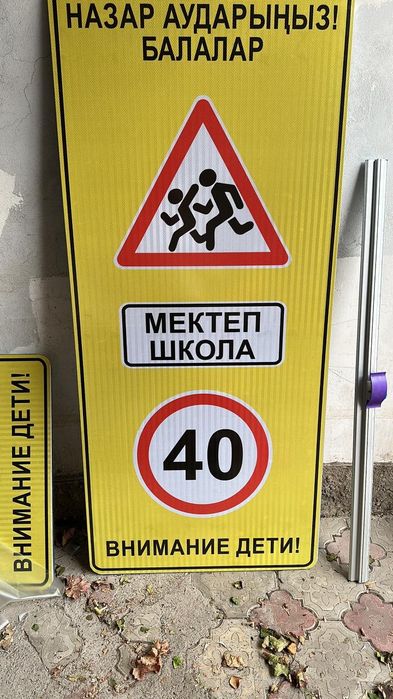 НАЗАР АУДАРЫҢЫЗ!
БАЛАЛАР
МЕКТЕП
ШКОЛА
40
ВНИМАНИЕ ДЕТИ!
ВНИМАНИЕ ДЕТИ!